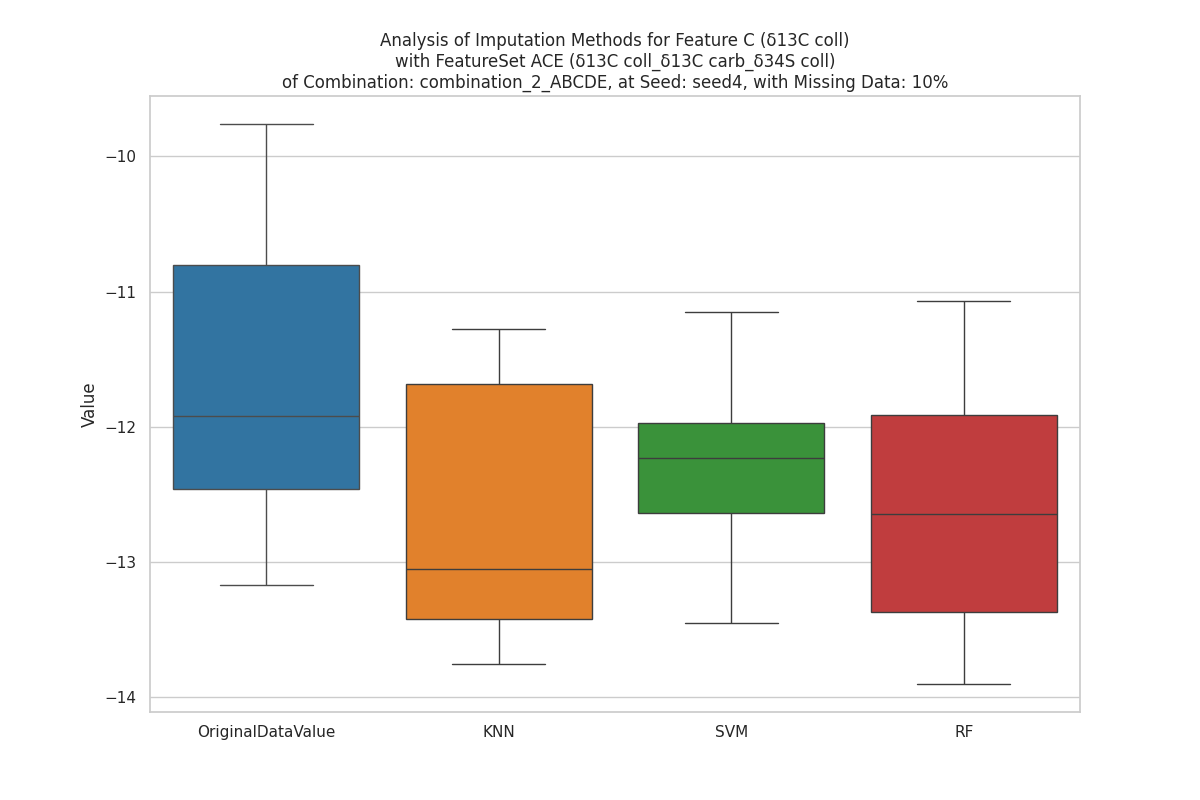 Analysis of Imputation Methods for Feature C (δ13C coll)
with FeatureSet ACE (δ13C coll_δ13C carb_δ34S coll)
of Combination: combination_2_ABCDE, at Seed: seed4, with Missing Data: 10%
−10
−11
−12
−13
−14
Value
OriginalDataValue
KNN
SVM
RF